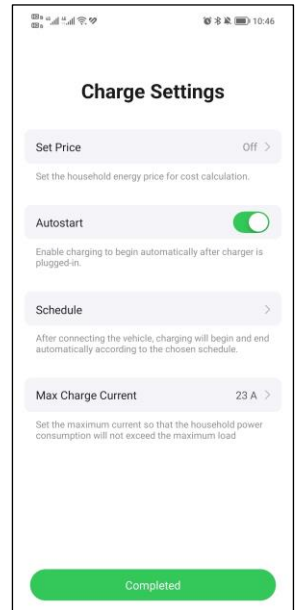 10:46
Charge Settings
Set Price Off
Set the household energy price for cost calculation.
Autostart
Enable charging to begin automatically after charger is
plugged-in.
Schedule
After connecting the vehicle, charging will begin and end
automatically according to the chosen schedule.
Max Charge Current 23 A
Set the maximum current so that the household power
consumption will not exceed the maximum load
Completed